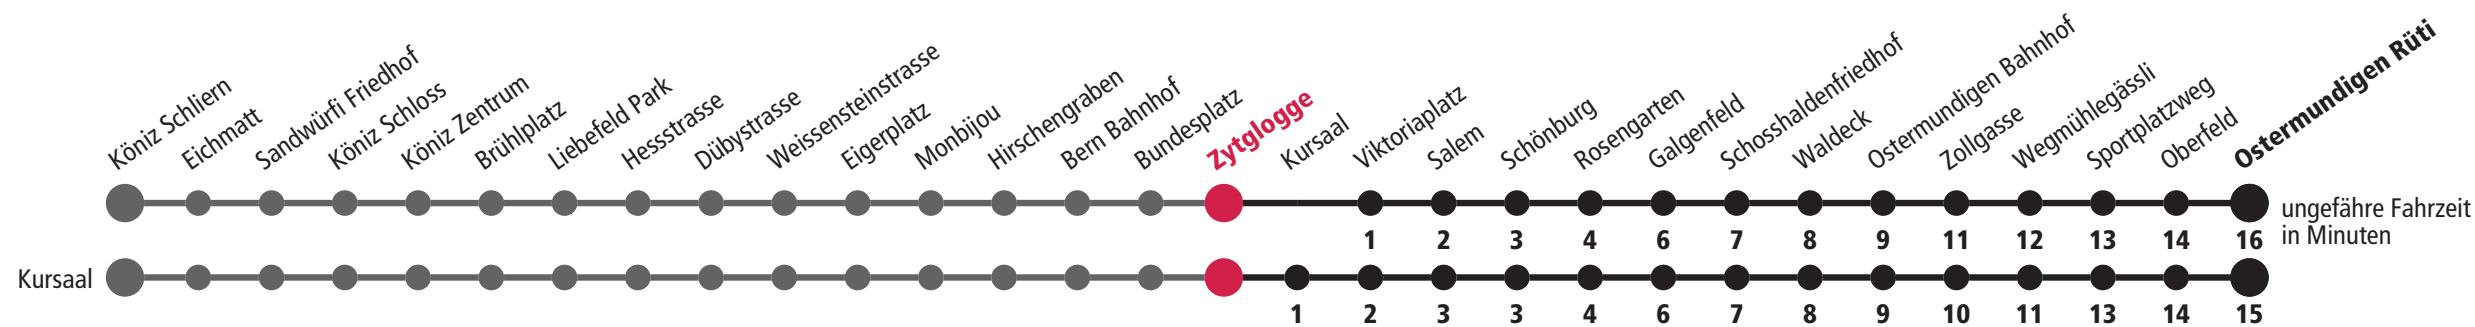 Köniz Schliern
Eichmatt
Sandwürfi Friedhof
Köniz Schloss
Köniz Zentrum
Brühlplatz
Liebefeld Park
Hessstrasse
Dübystrasse
Weissensteinstrasse
Eigerplatz
Monbijou
Hirschengraben
Bern Bahnhof
Bundesplatz
Zytglogge
Kursaal
Viktoriaplatz
Salem
Schönburg
Rosengarten
Galgenfeld
Schosshaldenfriedhof
Waldeck
Ostermundigen Bahnhof
Zollgasse
Wegmühlegässli
Sportplatzweg
Oberfeld
Ostermundigen Rüti
ungefähre Fahrzeit
in Minuten
1 2 3 4 6 7 8 9 11 12 13 14 16
Kursaal
1 2 3 3 4 6 7 8 9 10 11 13 14 15